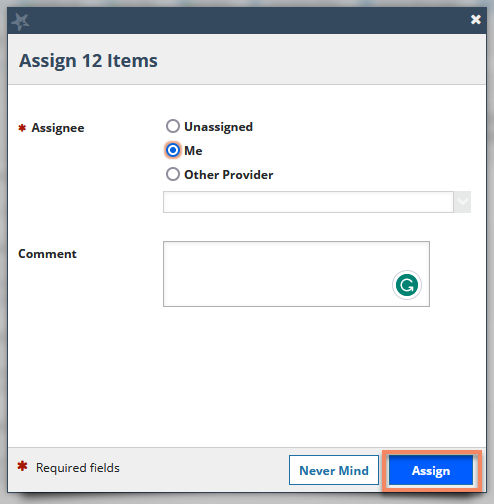 Assign 12 Items
* Assignee
Unassigned
Me
Other Provider
Comment
* Required fields
Never Mind
Assign